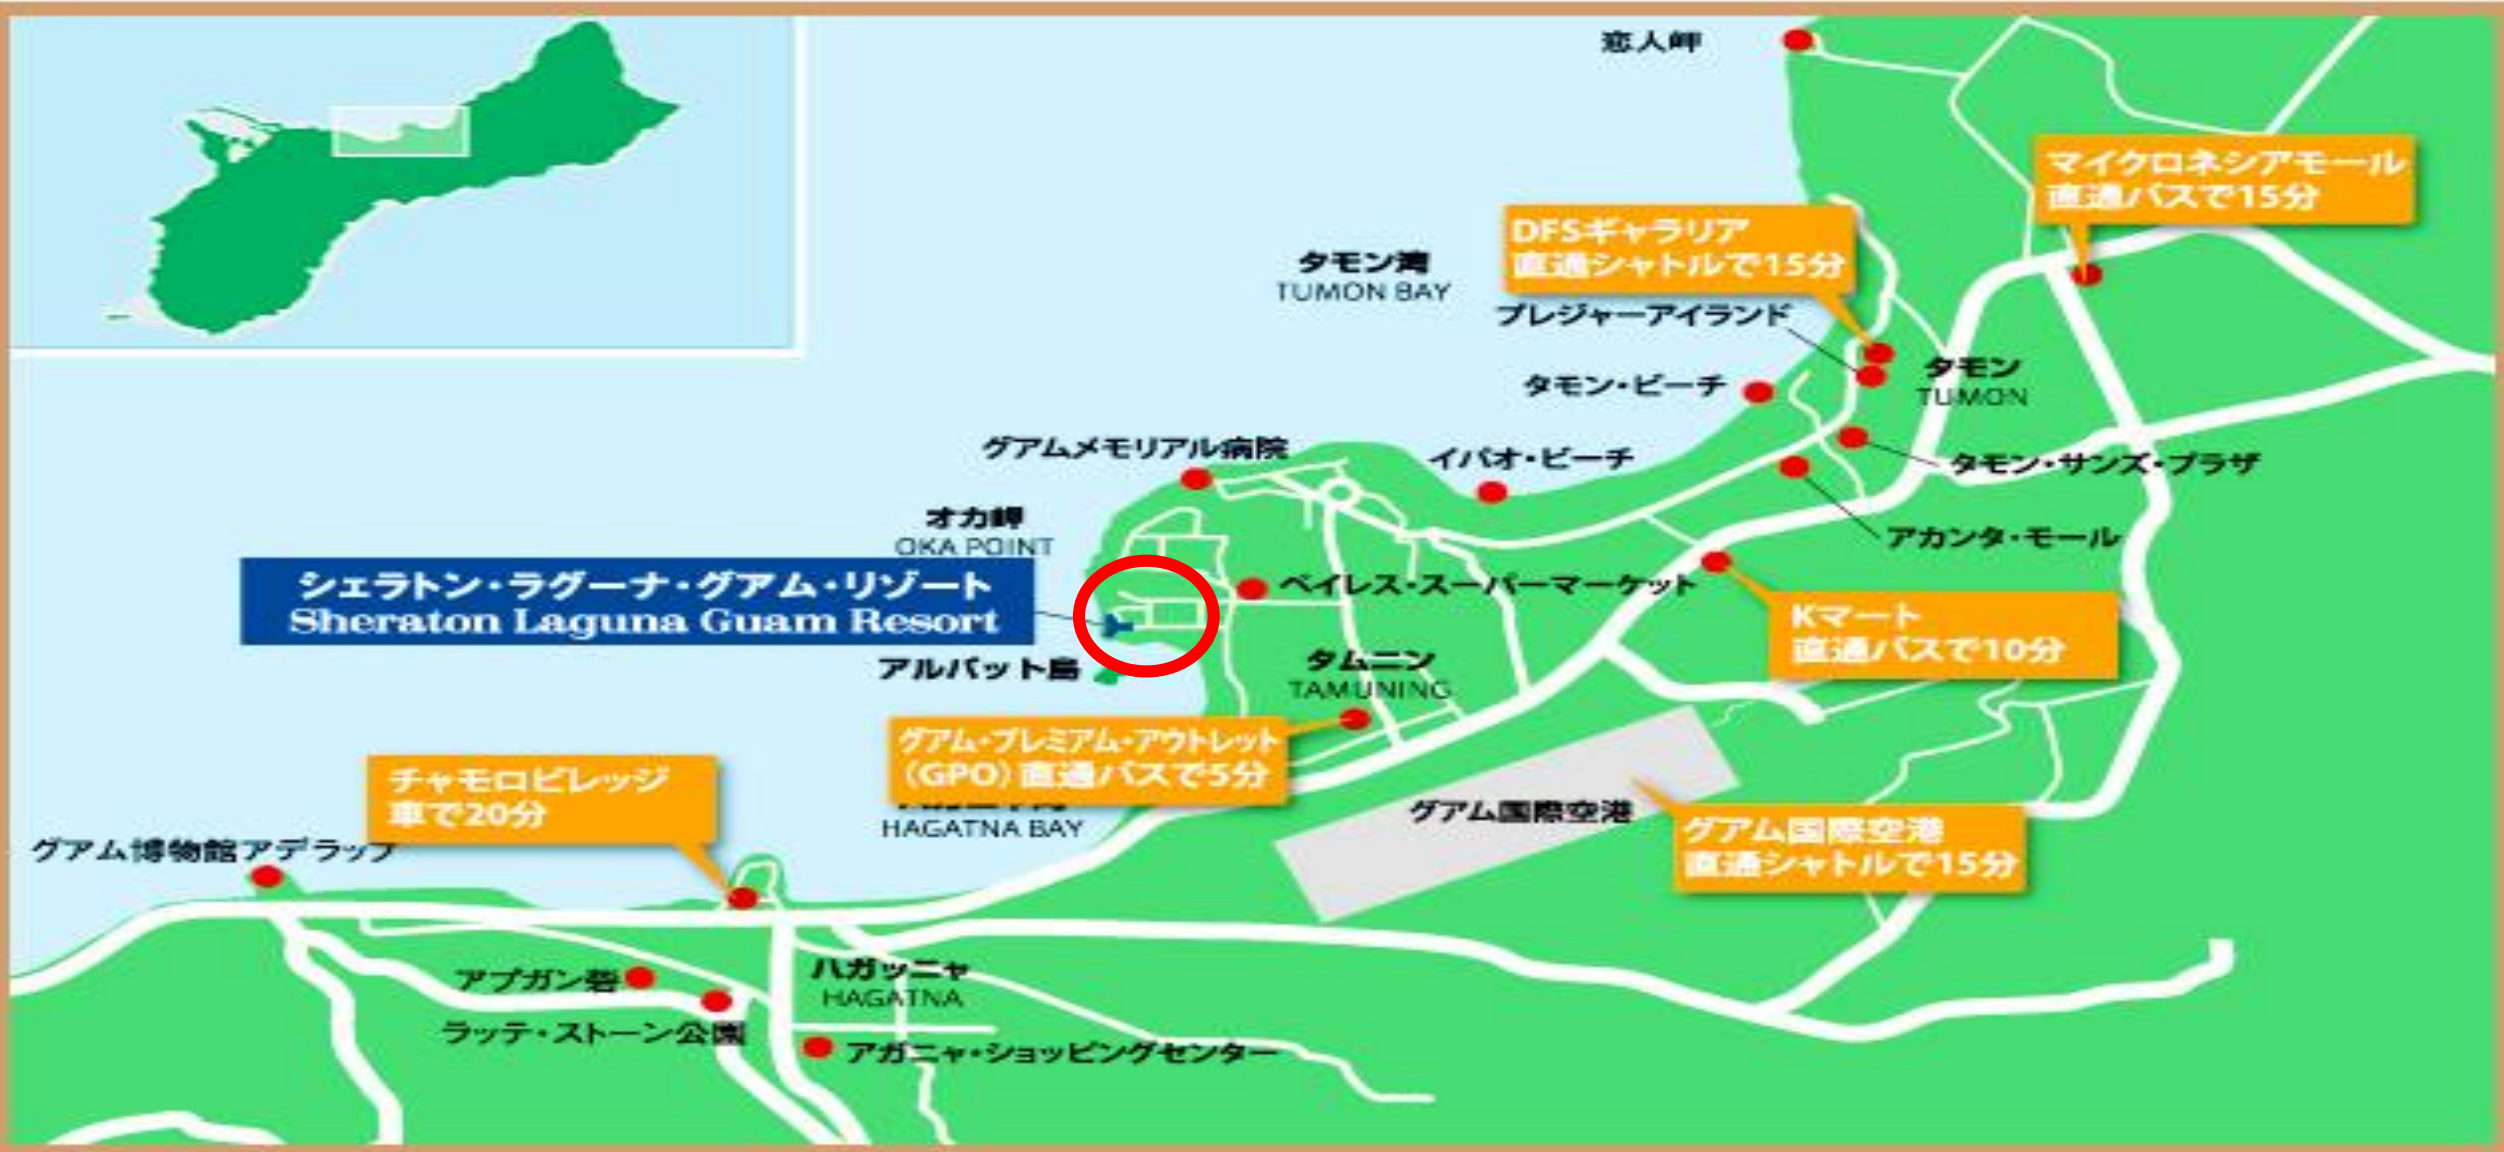 恋人岬
マイクロネシアモール
直通バスで15分
DFSギャラリア
直通シャトルで15分
タモン湾
TUMON BAY
プレジャーアイランド
タモン
TUMON
タモン・ビーチ
グアムメモリアル病院
イパオ・ビーチ
タモン・サンズ・プラザ
オカ岬
OKA POINT
アカンタ・モール
シェラトン・ラグーナ・グアム・リゾート
Sheraton Laguna Guam Resort
ペイレス・スーパーマーケット
Kマート
直通バスで10分
アルパット島
タムニン
TAMUNING
グアム・プレミアム・アウトレット
(GPO) 直通バスで5分
チャモロビレッジ
車で20分
HAGATNA BAY
グアム国際空港
グアム国際空港
直通シャトルで15分
グアム博物館アデラップ
アプガン砦
ハガッニャ
HAGATNA
ラッテ・ストーン公園
アガニャ・ショッピングセンター